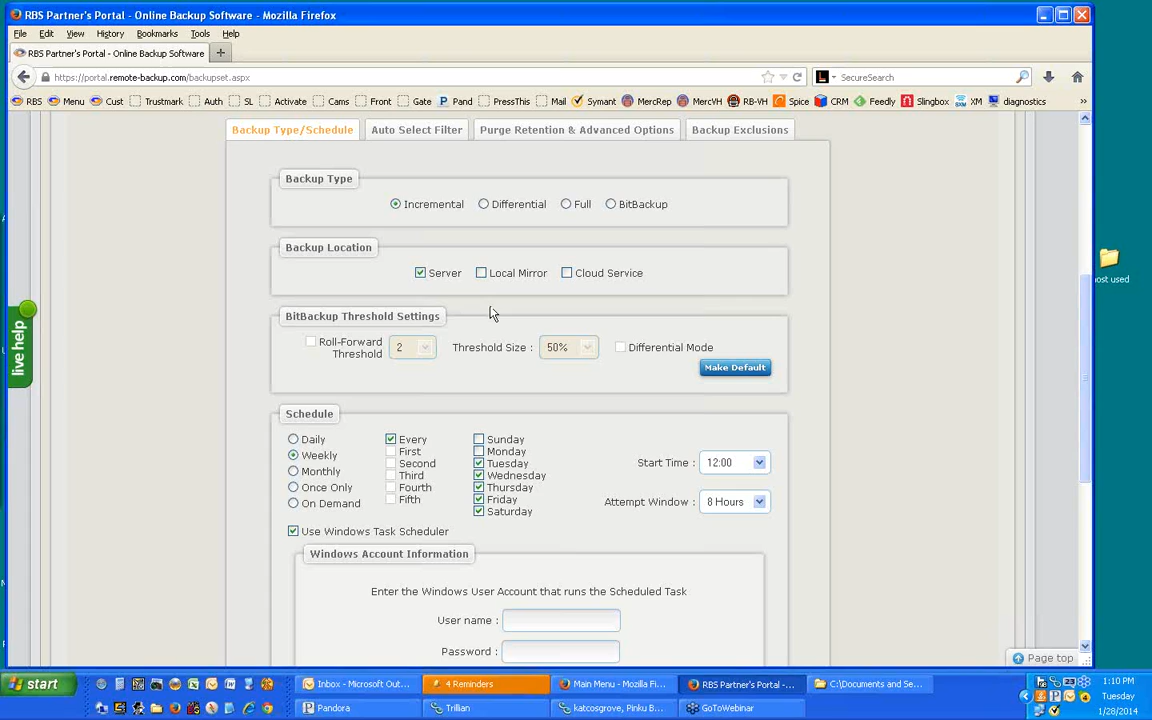 RBS Partner's Portal - Online Backup Software - Mozilla Firefox
File Edit View History Bookmarks Tools Help
RBS Partner's Portal - Online Backup Software
https://portal.remote-backup.com/backupset.aspx SecureSearch
RBS Menu Cust Trustmark Auth SL Activate Cams Front Gate Pand PressThis Mail Symant MercRep MercVH RB-VH Spice CRM Feedly Slingbox XM diagnostics
Backup Type/Schedule Auto Select Filter Purge Retention & Advanced Options Backup Exclusions
Backup Type
Incremental Differential Full BitBackup
Backup Location
Server Local Mirror Cloud Service
BitBackup Threshold Settings
Roll-Forward Threshold 2 Threshold Size : 50% Differential Mode
Make Default
Schedule
Daily Every Sunday
Weekly First Monday
Monthly Second Tuesday
Once Only Third Wednesday
On Demand Fourth Thursday
Fifth Friday
Saturday
Start Time : 12:00
Attempt Window : 8 Hours
Use Windows Task Scheduler
Windows Account Information
Enter the Windows User Account that runs the Scheduled Task
User name :
Password :
live help
ost used
Page top
start Inbox - Microsoft Out... 4 Reminders Main Menu - Mozilla Fi... RBS Partner's Portal -... C:\Documents and Se...
Pandora Trillian katcosgrove, Pinku B... GoToWebinar
1:10 PM
Tuesday
1/28/2014